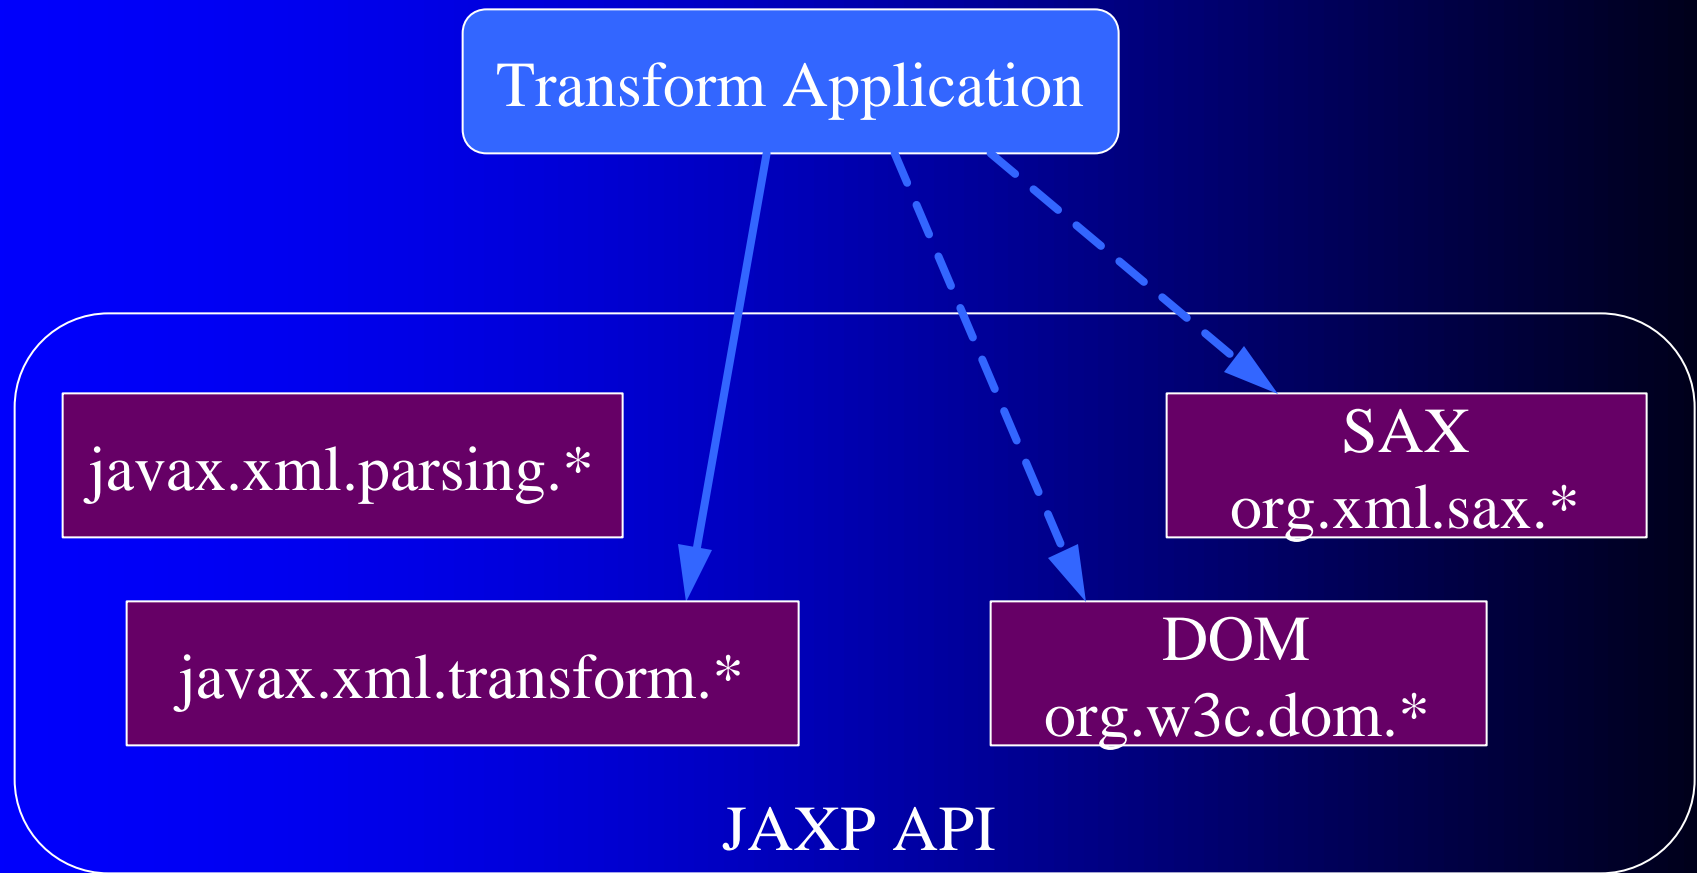 Transform Application
javax.xml.parsing.*
SAX
org.xml.sax.*
javax.xml.transform.*
DOM
org.w3c.dom.*
JAXP API